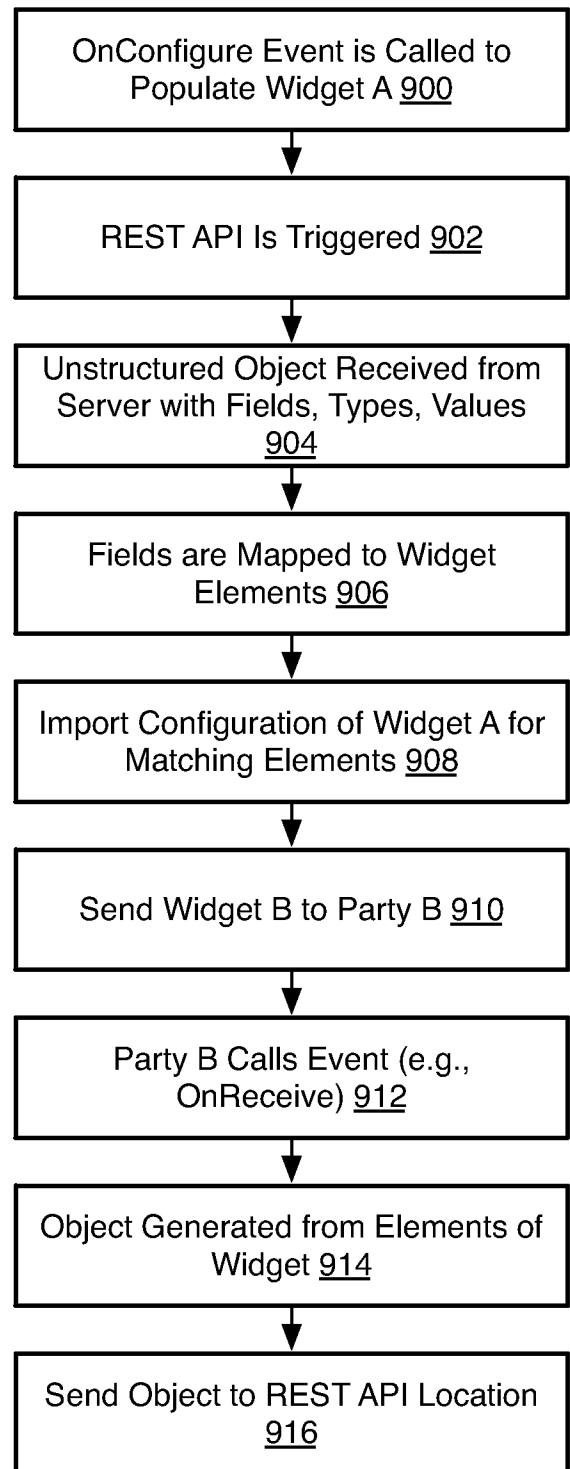 OnConfigure Event is Called to
Populate Widget A 900
REST API Is Triggered 902
Unstructured Object Received from
Server with Fields, Types, Values
904
Fields are Mapped to Widget
Elements 906
Import Configuration of Widget A for
Matching Elements 908
Send Widget B to Party B 910
Party B Calls Event (e.g.,
OnReceive) 912
Object Generated from Elements of
Widget 914
Send Object to REST API Location
916